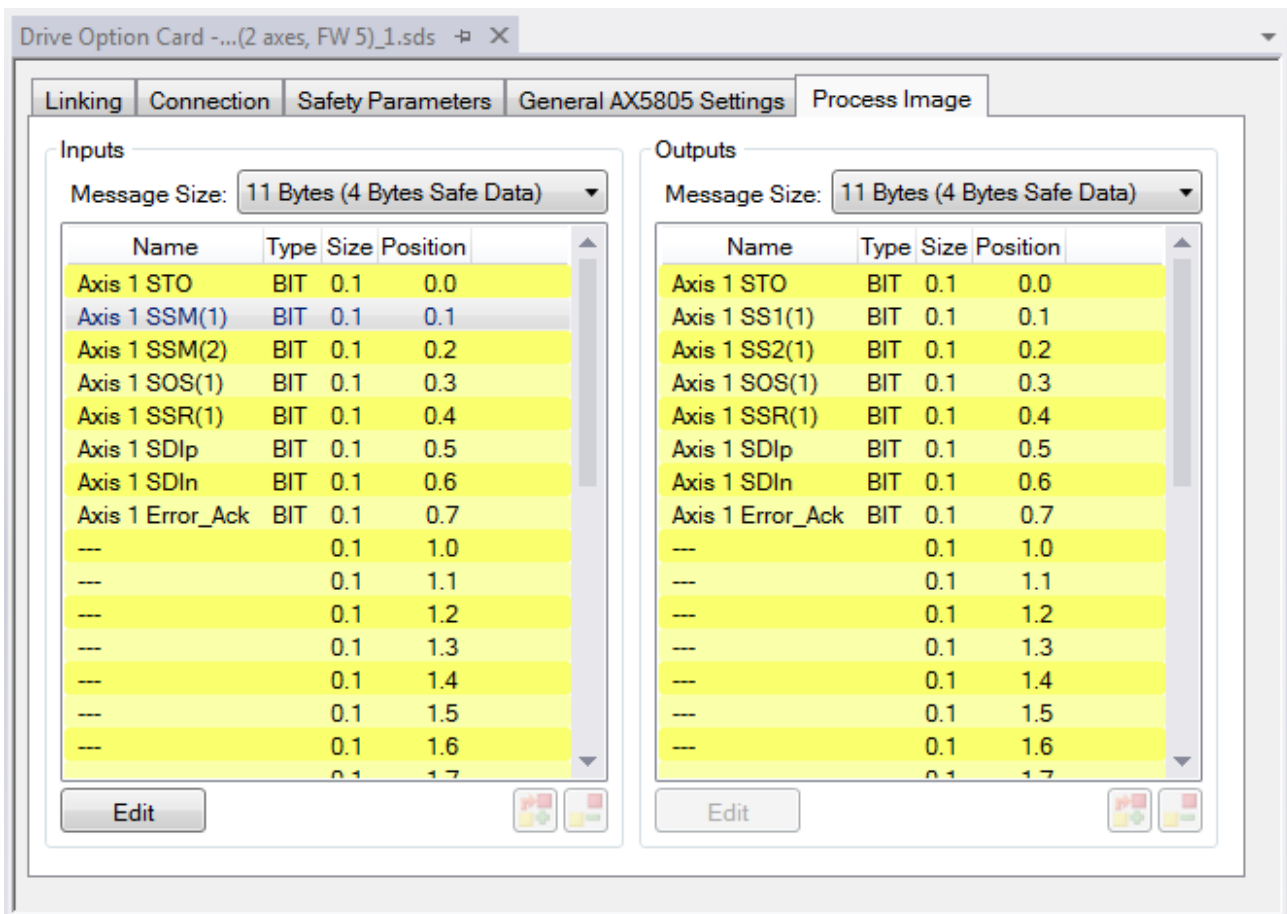 Drive Option Card -...(2 axes, FW 5)_1.sds
Linking Connection Safety Parameters General AX5805 Settings Process Image
Inputs
Message Size: 11 Bytes (4 Bytes Safe Data)
Name Type Size Position
Axis 1 STO BIT 0.1 0.0
Axis 1 SSM(1) BIT 0.1 0.1
Axis 1 SSM(2) BIT 0.1 0.2
Axis 1 SOS(1) BIT 0.1 0.3
Axis 1 SSR(1) BIT 0.1 0.4
Axis 1 SDIp BIT 0.1 0.5
Axis 1 SDIn BIT 0.1 0.6
Axis 1 Error_Ack BIT 0.1 0.7
--- 0.1 1.0
--- 0.1 1.1
--- 0.1 1.2
--- 0.1 1.3
--- 0.1 1.4
--- 0.1 1.5
--- 0.1 1.6
0.1 1.7
Edit
Outputs
Message Size: 11 Bytes (4 Bytes Safe Data)
Name Type Size Position
Axis 1 STO BIT 0.1 0.0
Axis 1 SS1(1) BIT 0.1 0.1
Axis 1 SS2(1) BIT 0.1 0.2
Axis 1 SOS(1) BIT 0.1 0.3
Axis 1 SSR(1) BIT 0.1 0.4
Axis 1 SDIp BIT 0.1 0.5
Axis 1 SDIn BIT 0.1 0.6
Axis 1 Error_Ack BIT 0.1 0.7
--- 0.1 1.0
--- 0.1 1.1
--- 0.1 1.2
--- 0.1 1.3
--- 0.1 1.4
--- 0.1 1.5
--- 0.1 1.6
0.1 1.7
Edit